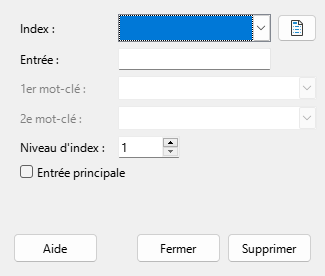 Index :
Entrée :
1er mot-clé :
2e mot-clé :
Niveau d'index : 1
Entrée principale
Aide Fermer Supprimer